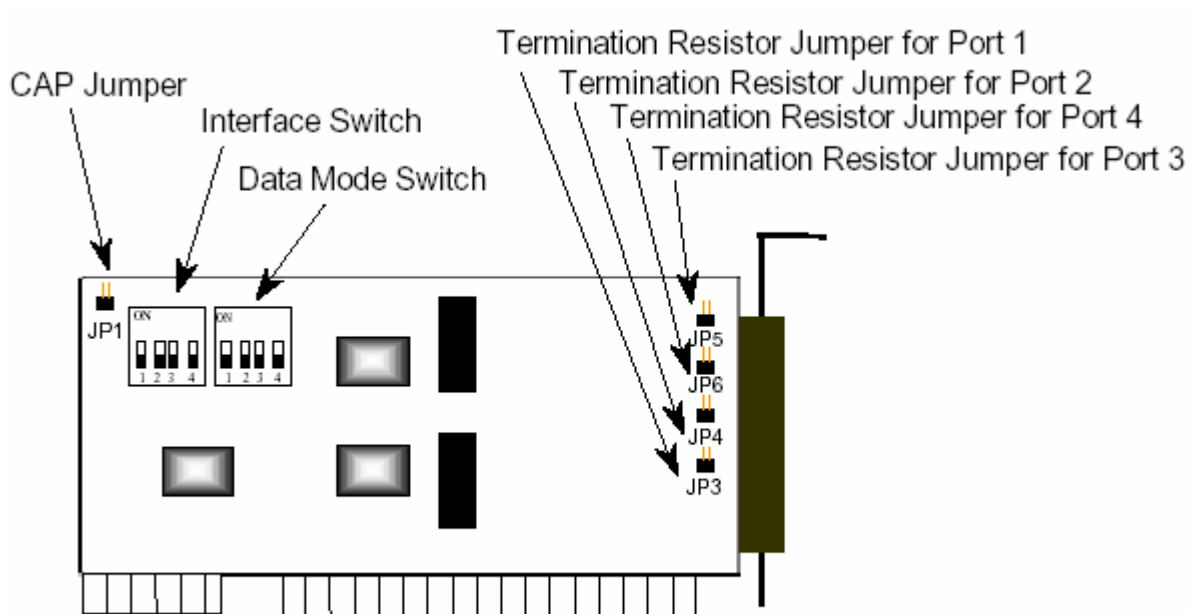 Termination Resistor Jumper for Port 1
Termination Resistor Jumper for Port 2
Termination Resistor Jumper for Port 4
Termination Resistor Jumper for Port 3
CAP Jumper
Interface Switch
Data Mode Switch
JP1
ON
1 2 3 4
ON
1 2 3 4
JP5
JP6
JP4
JP3